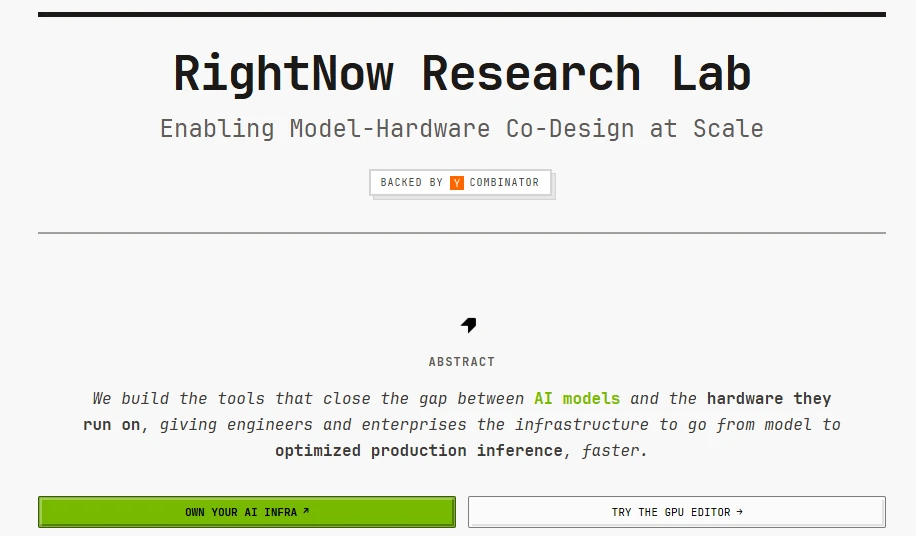 RightNow Research Lab
Enabling Model-Hardware Co-Design at Scale
BACKED BY Y COMBINATOR
ABSTRACT
We build the tools that close the gap between AI models and the hardware they
run on, giving engineers and enterprises the infrastructure to go from model to
optimized production inference, faster.
OWN YOUR AI INFRA ↗
TRY THE GPU EDITOR →